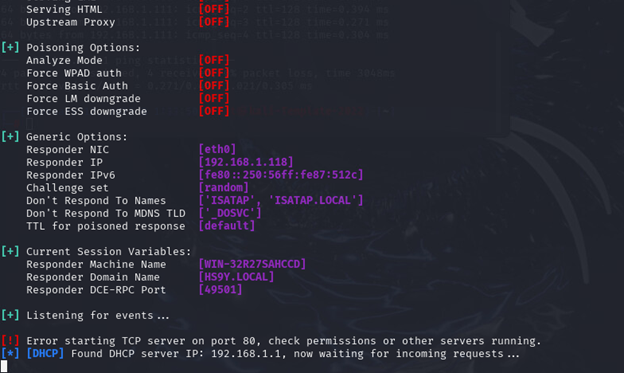 Serving HTML [OFF]
Upstream Proxy [OFF]
[+] Poisoning Options:
Analyze Mode [OFF]
Force WPAD auth [OFF]
Force Basic Auth [OFF]
Force LM downgrade [OFF]
Force ESS downgrade [OFF]
[+] Generic Options:
Responder NIC [eth0]
Responder IP [192.168.1.118]
Responder IPv6 [fe80::250:56ff:fe87:512c]
Challenge set [random]
Don't Respond To Names ['ISATAP', 'ISATAP.LOCAL']
Don't Respond To MDNS TLD ['_DOSVC']
TTL for poisoned response [default]
[+] Current Session Variables:
Responder Machine Name [WIN-32R27SAHCCD]
Responder Domain Name [HS9Y.LOCAL]
Responder DCE-RPC Port [49501]
[+] Listening for events...
[!] Error starting TCP server on port 80, check permissions or other servers running.
[*] [DHCP] Found DHCP server IP: 192.168.1.1, now waiting for incoming requests...